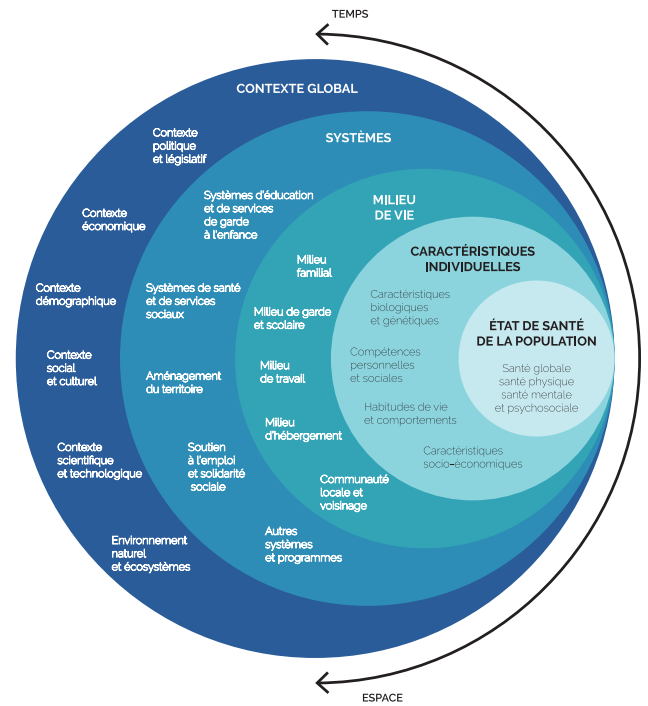 TEMPS
CONTEXTE GLOBAL
Contexte
politique
et législatif
Contexte
économique
Contexte
démographique
Contexte
social
et culturel
Contexte
scientifique
et technologique
Environnement
naturel
et écosystèmes
SYSTÈMES
Systèmes d'éducation
et de services
de garde
à l'enfance
Systèmes de santé
et de services
sociaux
Aménagement
du territoire
Soutien
à l'emploi
et solidarité
sociale
Autres
systèmes
et programmes
MILIEU
DE VIE
Milieu
familial
Milieu de garde
et scolaire
Milieu
de travail
Milieu
d'hébergement
Communauté
locale et
voisinage
CARACTÉRISTIQUES
INDIVIDUELLES
Caractéristiques
biologiques
et génétiques
Compétences
personnelles
et sociales
Habitudes de vie
et comportements
Caractéristiques
socio-économiques
ÉTAT DE SANTÉ
DE LA POPULATION
Santé globale
santé physique
santé mentale
et psychosociale
ESPACE